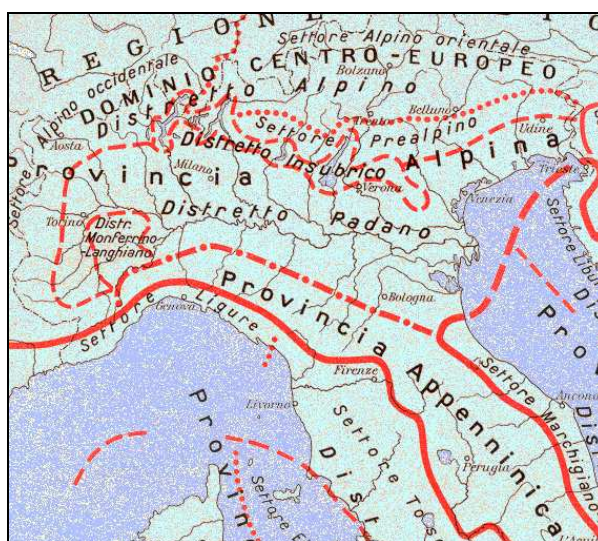 REGIONE
Settore Alpino orientale
Settore Alpino occidentale
DOMINIO CENTRO-EUROPEO
Bolzano
Distretto Alpino
Belluno
Trento
Settore Prealpino
Udine
Aosta
Distretto Insubrico
Trieste
Provincia Alpina
Milano
Verona
Venezia
Torino
Distretto Padano
Distr.
Monferrino
-Langhiano
Settore Ligure
Genova
Bologna
Provincia Appenninica
Firenze
Settore Marchigiano
Ancona
Livorno
Perugia
Settore
Dist